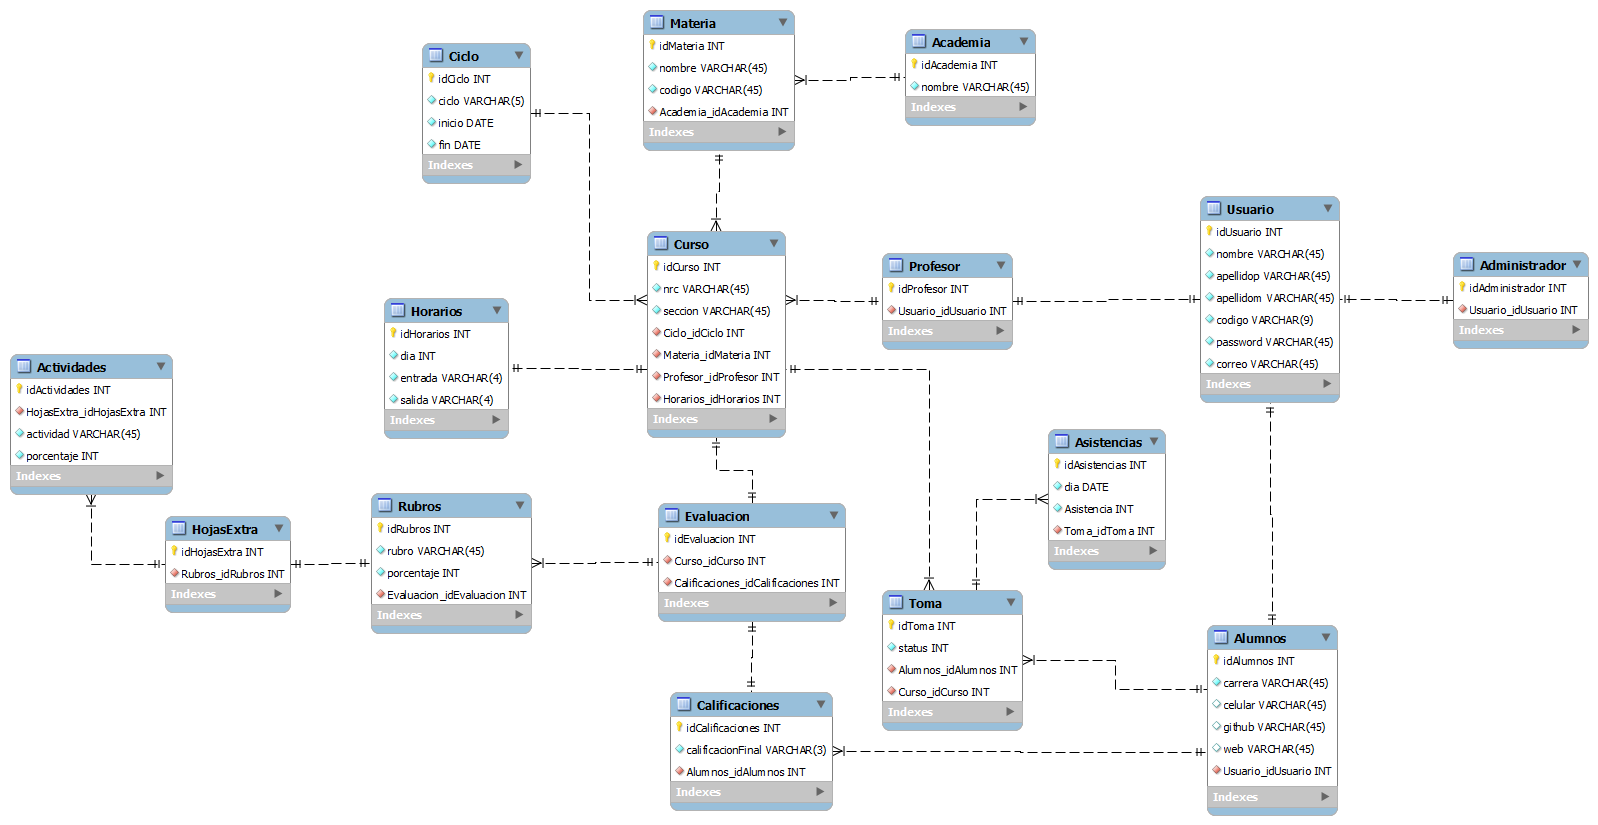 Materia
idMateria INT
nombre VARCHAR(45)
codigo VARCHAR(45)
Academia_idAcademia INT
Indexes
Academia
idAcademia INT
nombre VARCHAR(45)
Indexes
Ciclo
idCiclo INT
ciclo VARCHAR(5)
inicio DATE
fin DATE
Indexes
Usuario
idUsuario INT
nombre VARCHAR(45)
apellidop VARCHAR(45)
apellidom VARCHAR(45)
codigo VARCHAR(9)
password VARCHAR(45)
correo VARCHAR(45)
Indexes
Curso
idCurso INT
nrc VARCHAR(45)
seccion VARCHAR(45)
Ciclo_idCiclo INT
Materia_idMateria INT
Profesor_idProfesor INT
Horarios_idHorarios INT
Indexes
Profesor
idProfesor INT
Usuario_idUsuario INT
Indexes
Administrador
idAdministrador INT
Usuario_idUsuario INT
Indexes
Horarios
idHorarios INT
dia INT
entrada VARCHAR(4)
salida VARCHAR(4)
Indexes
Actividades
idActividades INT
HojasExtra_idHojasExtra INT
actividad VARCHAR(45)
porcentaje INT
Indexes
Asistencias
idAsistencias INT
dia DATE
Asistencia INT
Toma_idToma INT
Indexes
Rubros
idRubros INT
rubro VARCHAR(45)
porcentaje INT
Evaluacion_idEvaluacion INT
Indexes
Evaluacion
idEvaluacion INT
Curso_idCurso INT
Calificaciones_idCalificaciones INT
Indexes
HojasExtra
idHojasExtra INT
Rubros_idRubros INT
Indexes
Toma
idToma INT
status INT
Alumnos_idAlumnos INT
Curso_idCurso INT
Indexes
Alumnos
idAlumnos INT
carrera VARCHAR(45)
celular VARCHAR(45)
github VARCHAR(45)
web VARCHAR(45)
Usuario_idUsuario INT
Indexes
Calificaciones
idCalificaciones INT
calificacionFinal VARCHAR(3)
Alumnos_idAlumnos INT
Indexes